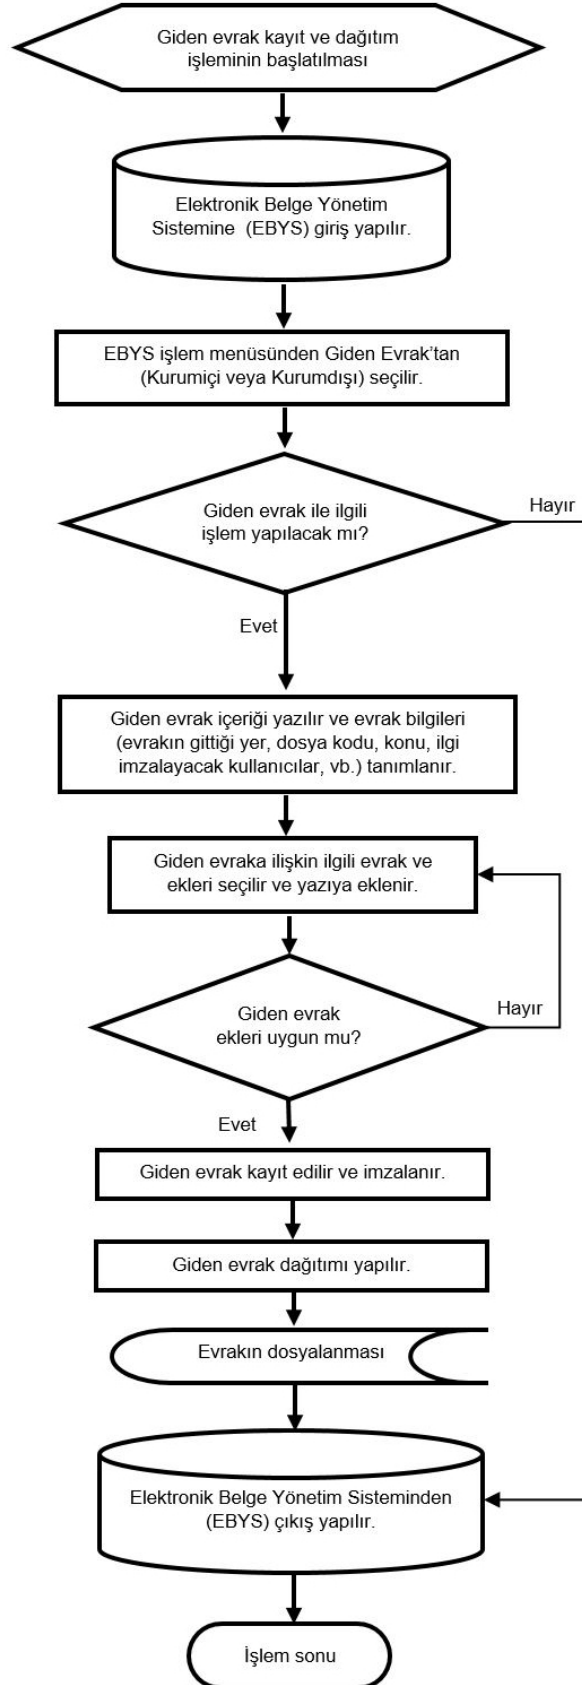 Giden evrak kayıt ve dağıtım
işleminin başlatılması
Elektronik Belge Yönetim
Sistemine (EBYS) giriş yapılır.
EBYS işlem menüsünden Giden Evrak’tan
(Kurumiçi veya Kurumdışı) seçilir.
Giden evrak ile ilgili
işlem yapılacak mı?
Hayır
Evet
Giden evrak içeriği yazılır ve evrak bilgileri
(evrakın gittiği yer, dosya kodu, konu, ilgi
imzalayacak kullanıcılar, vb.) tanımlanır.
Giden evraka ilişkin ilgili evrak ve
ekleri seçilir ve yazıya eklenir.
Giden evrak
ekleri uygun mu?
Hayır
Evet
Giden evrak kayıt edilir ve imzalanır.
Giden evrak dağıtımı yapılır.
Evrakın dosyalanması
Elektronik Belge Yönetim Sisteminden
(EBYS) çıkış yapılır.
İşlem sonu